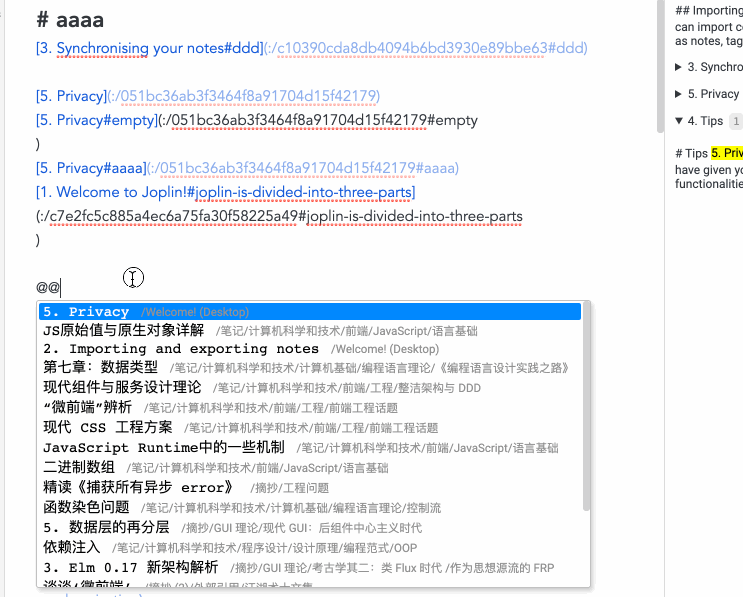 # aaaa
[3. Synchronising your notes#ddd](:/c10390cda8db4094b6bd3930e89bbe63#ddd)
[5. Privacy](:/051bc36ab3f3464f8a91704d15f42179)
[5. Privacy#empty](:/051bc36ab3f3464f8a91704d15f42179#empty
)
[5. Privacy#aaaa](:/051bc36ab3f3464f8a91704d15f42179#aaaa)
[1. Welcome to Joplin!#joplin-is-divided-into-three-parts]
(:/c7e2fc5c885a4ec6a75fa30f58225a49#joplin-is-divided-into-three-parts
)
@@
5. Privacy /Welcome! (Desktop)
JS原始值与原生对象详解 /笔记/计算机科学和技术/前端/JavaScript/语言基础
2. Importing and exporting notes /Welcome! (Desktop)
第七章：数据类型 /笔记/计算机科学和技术/计算机基础/编程语言理论/《编程语言设计实践之路》
现代组件与服务设计理论 /笔记/计算机科学和技术/前端/工程/整洁架构与 DDD
“微前端”辨析 /笔记/计算机科学和技术/前端/工程/前端工程话题
现代 CSS 工程方案 /笔记/计算机科学和技术/前端/工程/前端工程话题
JavaScript Runtime中的一些机制 /笔记/计算机科学和技术/前端/JavaScript/语言基础
二进制数组 /笔记/计算机科学和技术/前端/JavaScript/语言基础
精读《捕获所有异步 error》 /摘抄/工程问题
函数染色问题 /笔记/计算机科学和技术/计算机基础/编程语言理论/控制流
5. 数据层的再分层 /摘抄/GUI 理论/现代 GUI：后组件中心主义时代
依赖注入 /笔记/计算机科学和技术/程序设计/设计原理/编程范式/OOP
3. Elm 0.17 新架构解析 /摘抄/GUI 理论/考古学其二：类 Flux 时代 /作为思想源流的 FRP
## Importing
can import c
as notes, tag
▶ 3. Synchro
▶ 5. Privacy
▼ 4. Tips 1
# Tips 5. Priv
have given yo
functionalitie